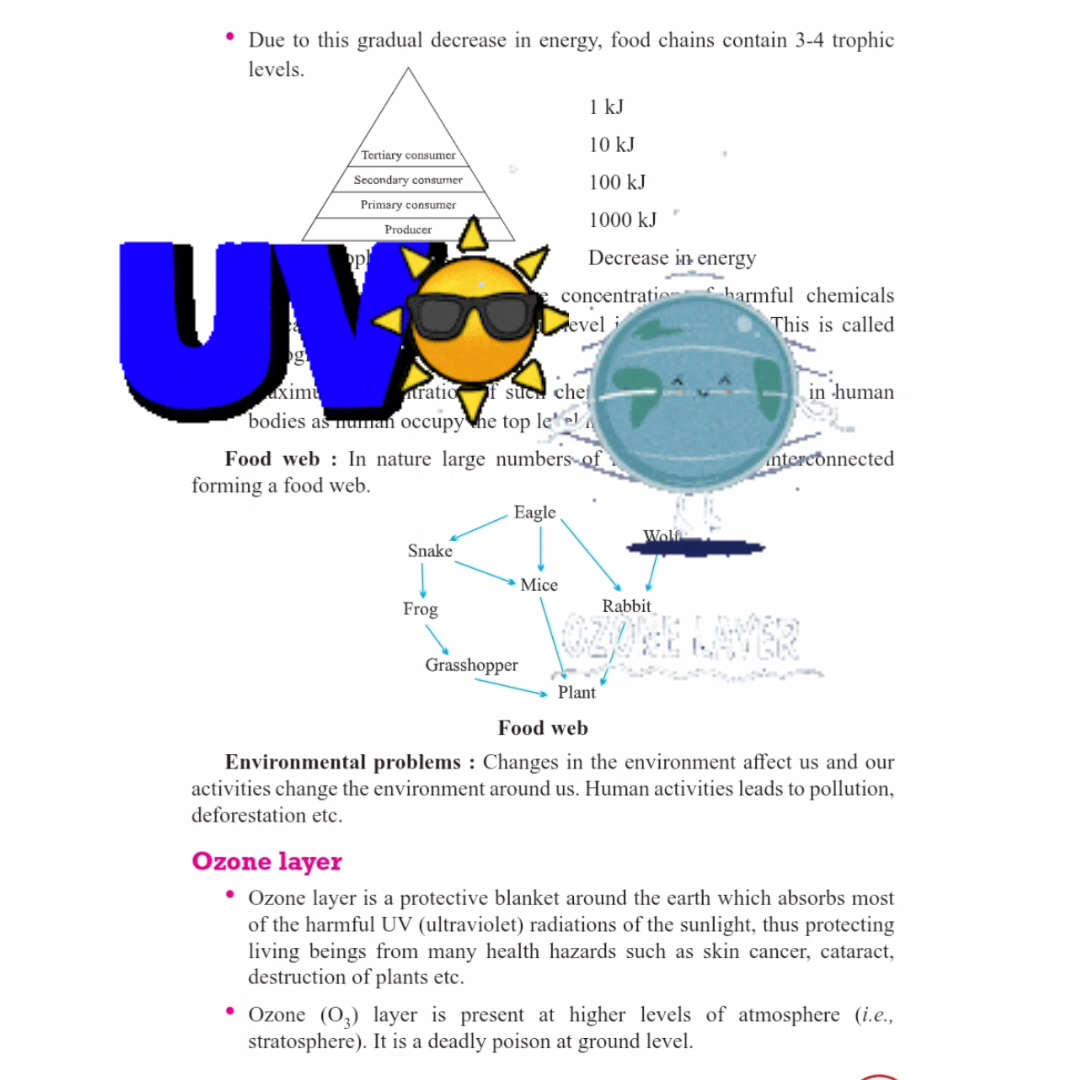 • Due to this gradual decrease in energy, food chains contain 3-4 trophic
levels.
1 kJ
10 kJ
Tertiary consumer
Secondary consumer
100 kJ
Primary consumer
1000 kJ
Producer
Decrease in energy
UV
concentration harmful chemicals
level This is called
in human
bodies as human occupy the top level
Food web : In nature large numbers of interconnected
forming a food web.
Eagle
Wolf
Snake
Mice
Frog
Rabbit
OZONE LAYER
Grasshopper
Plant
Food web
Environmental problems : Changes in the environment affect us and our
activities change the environment around us. Human activities leads to pollution,
deforestation etc.
Ozone layer
• Ozone layer is a protective blanket around the earth which absorbs most
of the harmful UV (ultraviolet) radiations of the sunlight, thus protecting
living beings from many health hazards such as skin cancer, cataract,
destruction of plants etc.
• Ozone (O₃) layer is present at higher levels of atmosphere (i.e.,
stratosphere). It is a deadly poison at ground level.